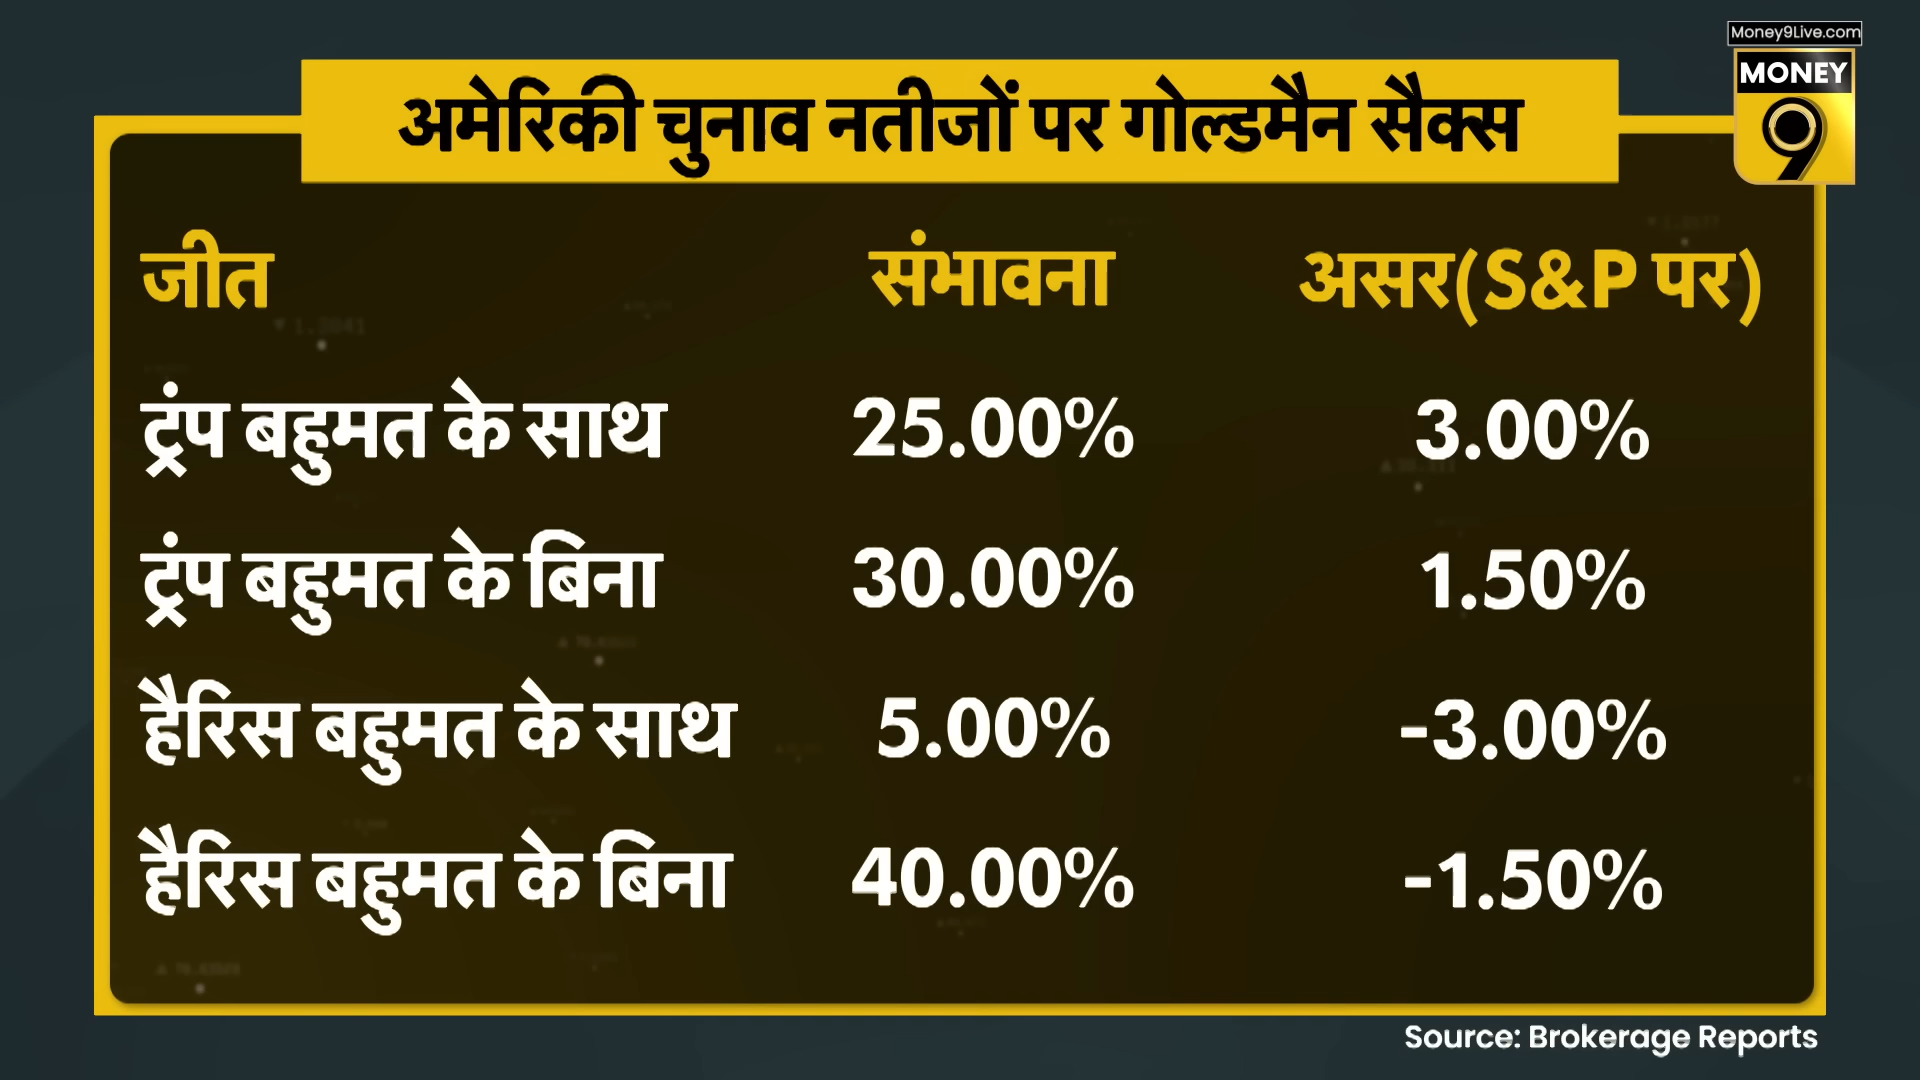 Money9Live.com
MONEY
9
अमेरिकी चुनाव नतीजों पर गोल्डमैन सैक्स
जीत संभावना असर(S&P पर)
ट्रंप बहुमत के साथ 25.00% 3.00%
ट्रंप बहुमत के बिना 30.00% 1.50%
हैरिस बहुमत के साथ 5.00% -3.00%
हैरिस बहुमत के बिना 40.00% -1.50%
Source: Brokerage Reports